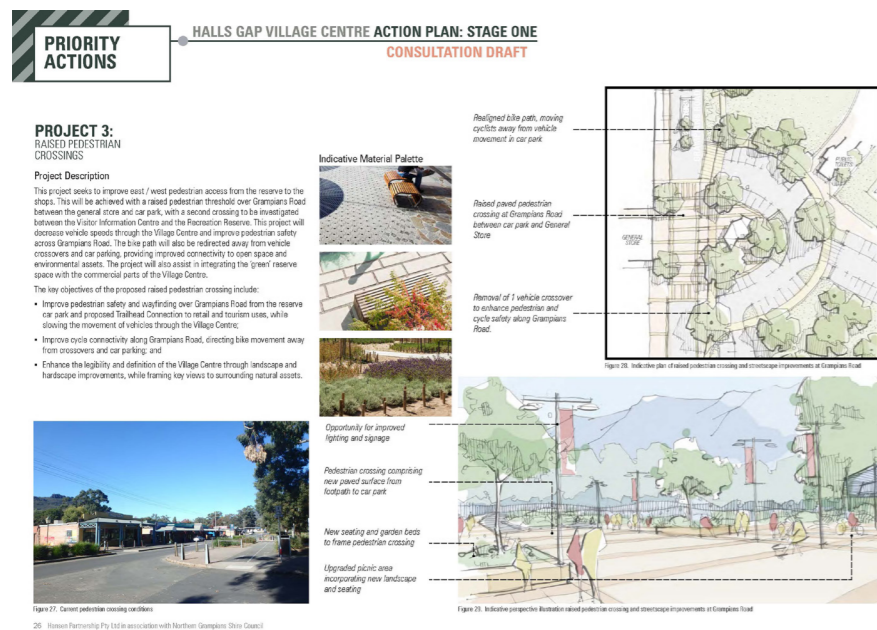 PRIORITY
ACTIONS
HALLS GAP VILLAGE CENTRE ACTION PLAN: STAGE ONE
CONSULTATION DRAFT
PROJECT 3:
RAISED PEDESTRIAN
CROSSINGS
Project Description
This project seeks to improve east / west pedestrian access from the reserve to the
shops. This will be achieved with a raised pedestrian threshold over Grampians Road
between the general store and car park, with a second crossing to be investigated
between the Visitor Information Centre and the Recreation Reserve. This project will
decrease vehicle speeds through the Village Centre and improve pedestrian safety
across Grampians Road. The bike path will also be redirected away from vehicle
crossovers and car parking, providing improved connectivity to open space and
environmental assets. The project will also assist in integrating the 'green' reserve
space with the commercial parts of the Village Centre.
The key objectives of the proposed raised pedestrian crossing include:
• Improve pedestrian safety and wayfinding over Grampians Road from the reserve
car park and proposed Trailhead Connection to retail and tourism uses, while
slowing the movement of vehicles through the Village Centre;
• Improve cycle connectivity along Grampians Road, directing bike movement away
from crossovers and car parking; and
• Enhance the legibility and definition of the Village Centre through landscape and
hardscape improvements, while framing key views to surrounding natural assets.
Indicative Material Palette
Realigned bike path, moving
cyclists away from vehicle
movement in car park
Raised paved pedestrian
crossing at Grampians Road
between car park and General
Store
Removal of 1 vehicle crossover
to enhance pedestrian and
cycle safety along Grampians
Road.
GENERAL
STORE
PUBLIC
TOILETS
Figure 28. Indicative plan of raised pedestrian crossing and streetscape improvements at Grampians Road
Opportunity for improved
lighting and signage
Pedestrian crossing comprising
new paved surface from
footpath to car park
New seating and garden beds
to frame pedestrian crossing
Upgraded picnic area
incorporating new landscape
and seating
Figure 27. Current pedestrian crossing conditions
Figure 29. Indicative perspective illustration raised pedestrian crossing and streetscape improvements at Grampians Road
26 Hansen Partnership Pty Ltd in association with Northern Grampians Shire Council